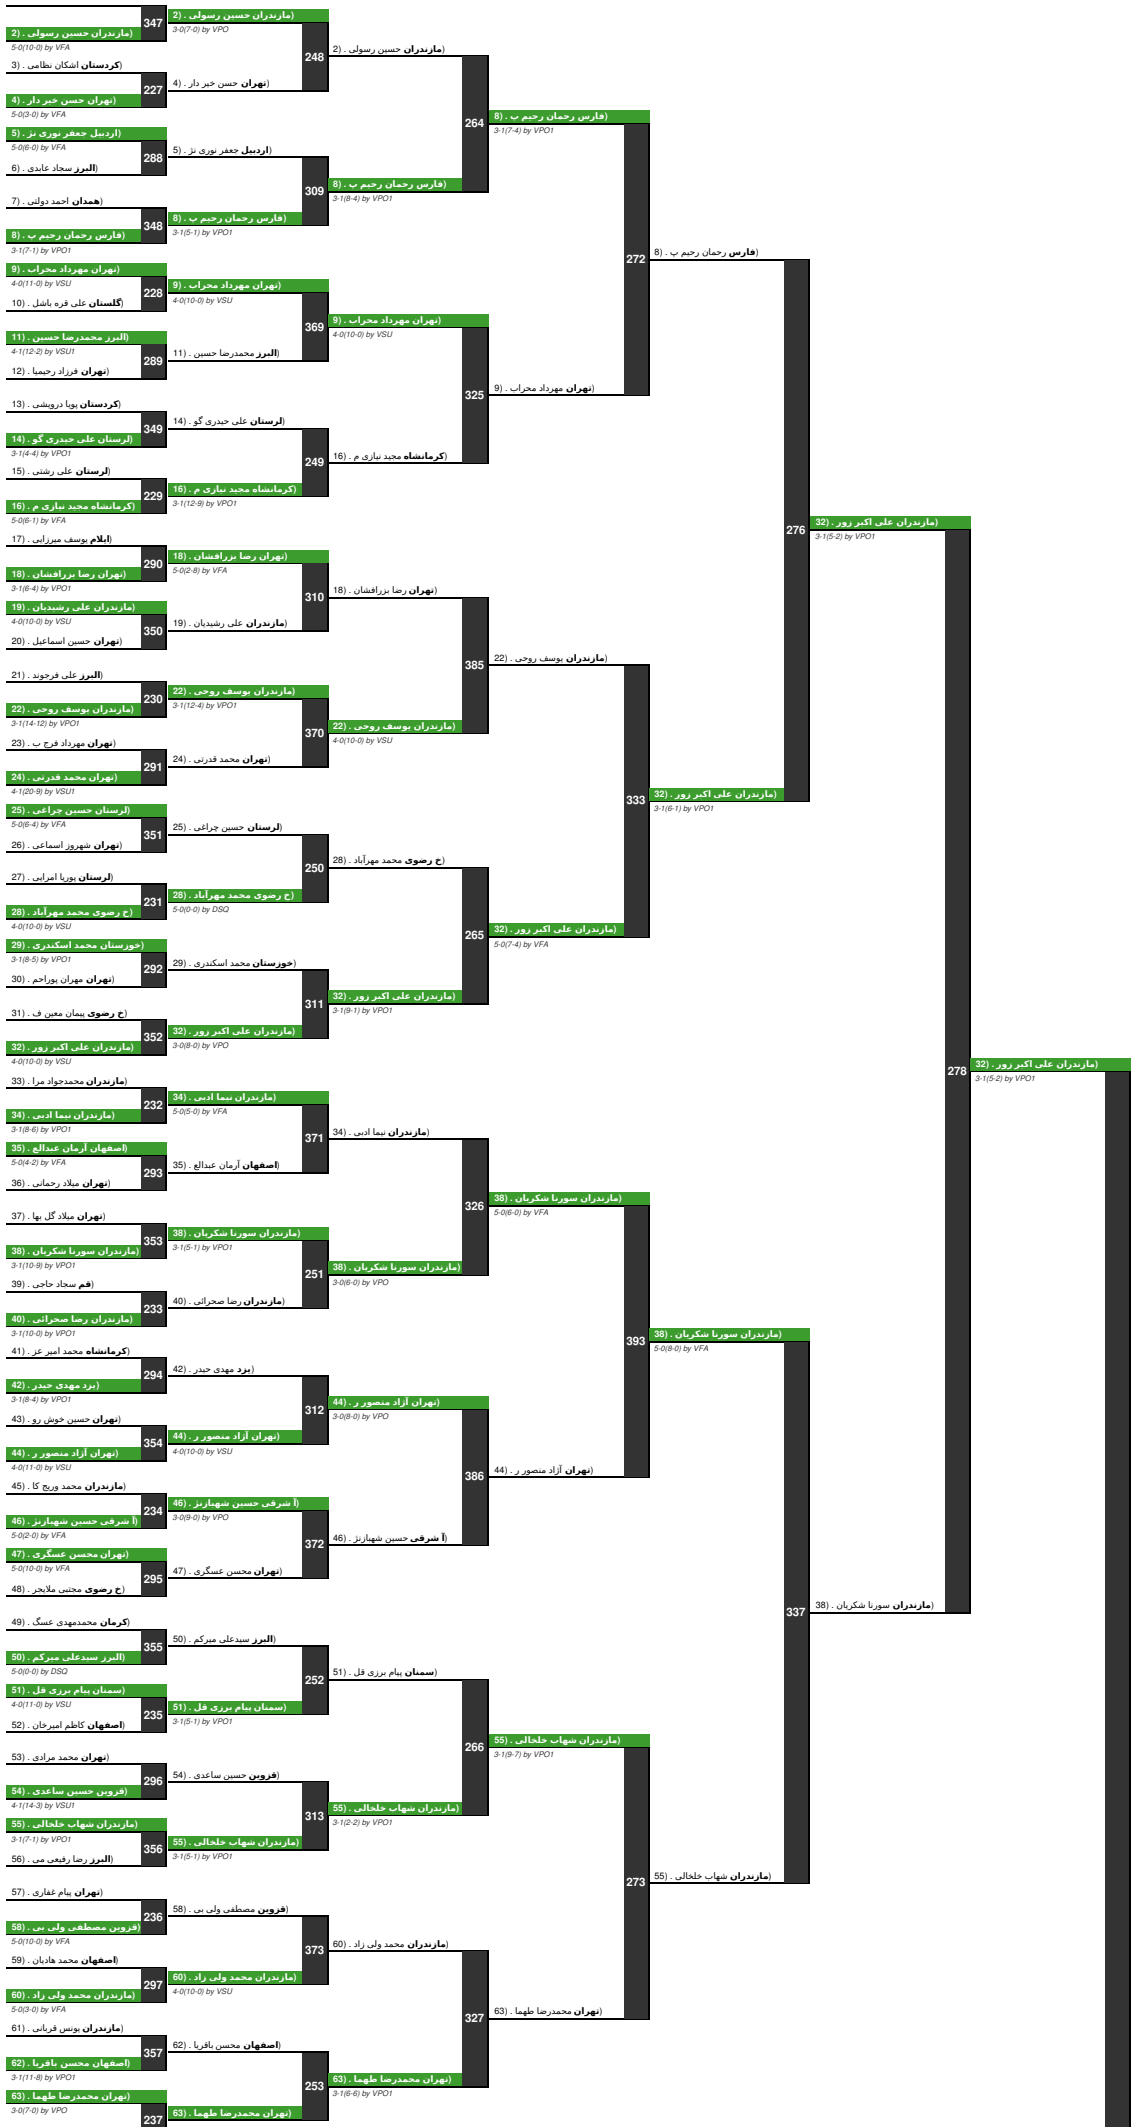 347
2) . مازندران حسین رسولی)
5-0(10-0) by VFA
3) . کردستان اشکان نظامی)
227
4) . تهران حسن خبر دار)
5-0(3-0) by VFA
5) . اردبیل جعفر نوری نژ)
5-0(6-0) by VFA
288
6) . البرز سجاد عابدی)
7) . همدان احمد دولتی)
348
8) . فارس رحمان رحیم پ)
3-1(7-1) by VPO1
9) . تهران مهرداد محراب)
4-0(11-0) by VSU
228
10) . گلستان علی قره باشل)
11) . البرز محمدرضا حسین)
4-1(12-2) by VSU1
289
12) . تهران فرزاد رحیمیا)
13) . کردستان پویا درویشی)
349
14) . لرستان علی حیدری گو)
3-1(4-4) by VPO1
15) . لرستان علی رشتی)
229
16) . کرمانشاه مجید نیازی م)
5-0(6-1) by VFA
17) . ایلام یوسف میرزایی)
290
18) . تهران رضا بزرافشان)
3-1(6-4) by VPO1
19) . مازندران علی رشیدیان)
4-0(10-0) by VSU
350
20) . تهران حسین اسماعیل)
21) . البرز علی فرجوند)
230
22) . مازندران یوسف روحی)
3-1(14-12) by VPO1
23) . تهران مهرداد فرج ب)
291
24) . تهران محمد قدرتی)
4-1(20-9) by VSU1
25) . لرستان حسین چراغی)
5-0(6-4) by VFA
351
26) . تهران شهروز اسماعی)
27) . لرستان پوریا امرایی)
231
28) . خ رضوی محمد مهرآباد)
4-0(10-0) by VSU
29) . خوزستان محمد اسکندری)
3-1(8-5) by VPO1
292
30) . تهران مهران پوراحم)
31) . خ رضوی پیمان معین ف)
352
32) . مازندران علی اکبر زور)
4-0(10-0) by VSU
33) . مازندران محمدجواد مرا)
232
34) . مازندران نیما ادبی)
3-1(8-6) by VPO1
35) . اصفهان آرمان عبدالع)
5-0(4-2) by VFA
293
36) . تهران میلاد رحمانی)
37) . تهران میلاد گل بها)
353
38) . مازندران سورنا شکریان)
3-1(10-9) by VPO1
39) . قم سجاد حاجی)
233
40) . مازندران رضا صحرائی)
3-1(10-0) by VPO1
41) . کرمانشاه محمد امیر عز)
294
42) . یزد مهدی حیدر)
3-1(8-4) by VPO1
43) . تهران حسین خوش رو)
354
44) . تهران آزاد منصور ر)
4-0(11-0) by VSU
45) . مازندران محمد وریج کا)
234
46) . آ شرقی حسین شهبازنژ)
5-0(2-0) by VFA
47) . تهران محسن عسگری)
5-0(10-0) by VFA
295
48) . خ رضوی مجتبی ملایجر)
49) . کرمان محمدمهدی عسگ)
355
50) . البرز سیدعلی میرکم)
5-0(0-0) by DSQ
51) . سمنان پیام برزی قل)
4-0(11-0) by VSU
235
52) . اصفهان کاظم امیرخان)
53) . تهران محمد مرادی)
296
54) . قزوین حسین ساعدی)
4-1(14-3) by VSU1
55) . مازندران شهاب خلخالی)
3-1(7-1) by VPO1
356
56) . البرز رضا رفیعی می)
57) . تهران پیام غفاری)
236
58) . قزوین مصطفی ولی بی)
5-0(10-0) by VFA
59) . اصفهان محمد هادیان)
297
60) . مازندران محمد ولی زاد)
5-0(3-0) by VFA
61) . مازندران یونس قربانی)
357
62) . اصفهان محسن باقریا)
3-1(11-8) by VPO1
63) . تهران محمدرضا طهما)
3-0(7-0) by VPO
237
2) . مازندران حسین رسولی)
3-0(7-0) by VPO
248
4) . تهران حسن خبر دار)
5) . اردبیل جعفر نوری نژ)
309
8) . فارس رحمان رحیم پ)
3-1(5-1) by VPO1
9) . تهران مهرداد محراب)
4-0(10-0) by VSU
369
11) . البرز محمدرضا حسین)
14) . لرستان علی حیدری گو)
249
16) . کرمانشاه مجید نیازی م)
3-1(12-9) by VPO1
18) . تهران رضا بزرافشان)
5-0(2-8) by VFA
310
19) . مازندران علی رشیدیان)
22) . مازندران یوسف روحی)
3-1(12-4) by VPO1
370
24) . تهران محمد قدرتی)
25) . لرستان حسین چراغی)
250
28) . خ رضوی محمد مهرآباد)
5-0(0-0) by DSQ
29) . خوزستان محمد اسکندری)
311
32) . مازندران علی اکبر زور)
3-0(8-0) by VPO
34) . مازندران نیما ادبی)
5-0(5-0) by VFA
371
35) . اصفهان آرمان عبدالع)
38) . مازندران سورنا شکریان)
3-1(5-1) by VPO1
251
40) . مازندران رضا صحرائی)
42) . یزد مهدی حیدر)
312
44) . تهران آزاد منصور ر)
4-0(10-0) by VSU
46) . آ شرقی حسین شهبازنژ)
3-0(9-0) by VPO
372
47) . تهران محسن عسگری)
50) . البرز سیدعلی میرکم)
252
51) . سمنان پیام برزی قل)
3-1(5-1) by VPO1
54) . قزوین حسین ساعدی)
313
55) . مازندران شهاب خلخالی)
3-1(5-1) by VPO1
58) . قزوین مصطفی ولی بی)
373
60) . مازندران محمد ولی زاد)
4-0(10-0) by VSU
62) . اصفهان محسن باقریا)
253
63) . تهران محمدرضا طهما)
2) . مازندران حسین رسولی)
264
8) . فارس رحمان رحیم پ)
3-1(8-4) by VPO1
9) . تهران مهرداد محراب)
4-0(10-0) by VSU
325
16) . کرمانشاه مجید نیازی م)
18) . تهران رضا بزرافشان)
385
22) . مازندران یوسف روحی)
4-0(10-0) by VSU
28) . خ رضوی محمد مهرآباد)
265
32) . مازندران علی اکبر زور)
3-1(9-1) by VPO1
34) . مازندران نیما ادبی)
326
38) . مازندران سورنا شکریان)
3-0(6-0) by VPO
44) . تهران آزاد منصور ر)
3-0(8-0) by VPO
386
46) . آ شرقی حسین شهبازنژ)
51) . سمنان پیام برزی قل)
266
55) . مازندران شهاب خلخالی)
3-1(2-2) by VPO1
60) . مازندران محمد ولی زاد)
327
63) . تهران محمدرضا طهما)
3-1(6-6) by VPO1
8) . فارس رحمان رحیم پ)
3-1(7-4) by VPO1
272
9) . تهران مهرداد محراب)
22) . مازندران یوسف روحی)
333
32) . مازندران علی اکبر زور)
5-0(7-4) by VFA
38) . مازندران سورنا شکریان)
5-0(6-0) by VFA
393
44) . تهران آزاد منصور ر)
55) . مازندران شهاب خلخالی)
3-1(9-7) by VPO1
273
63) . تهران محمدرضا طهما)
8) . فارس رحمان رحیم پ)
276
32) . مازندران علی اکبر زور)
3-1(6-1) by VPO1
38) . مازندران سورنا شکریان)
5-0(8-0) by VFA
337
55) . مازندران شهاب خلخالی)
32) . مازندران علی اکبر زور)
3-1(5-2) by VPO1
278
38) . مازندران سورنا شکریان)
32) . مازندران علی اکبر زور)
3-1(5-2) by VPO1